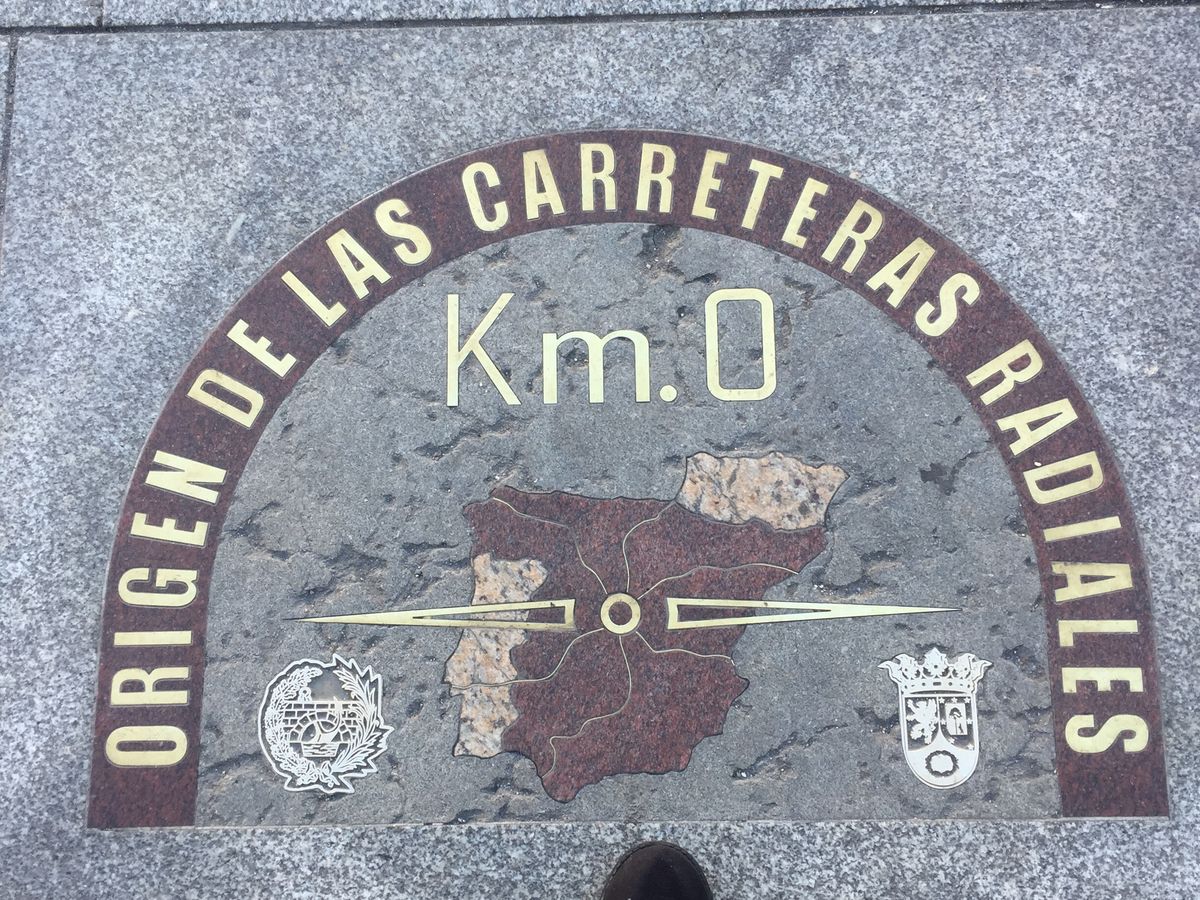 ORIGEN DE LAS CARRETERAS RADIALES
Km. 0